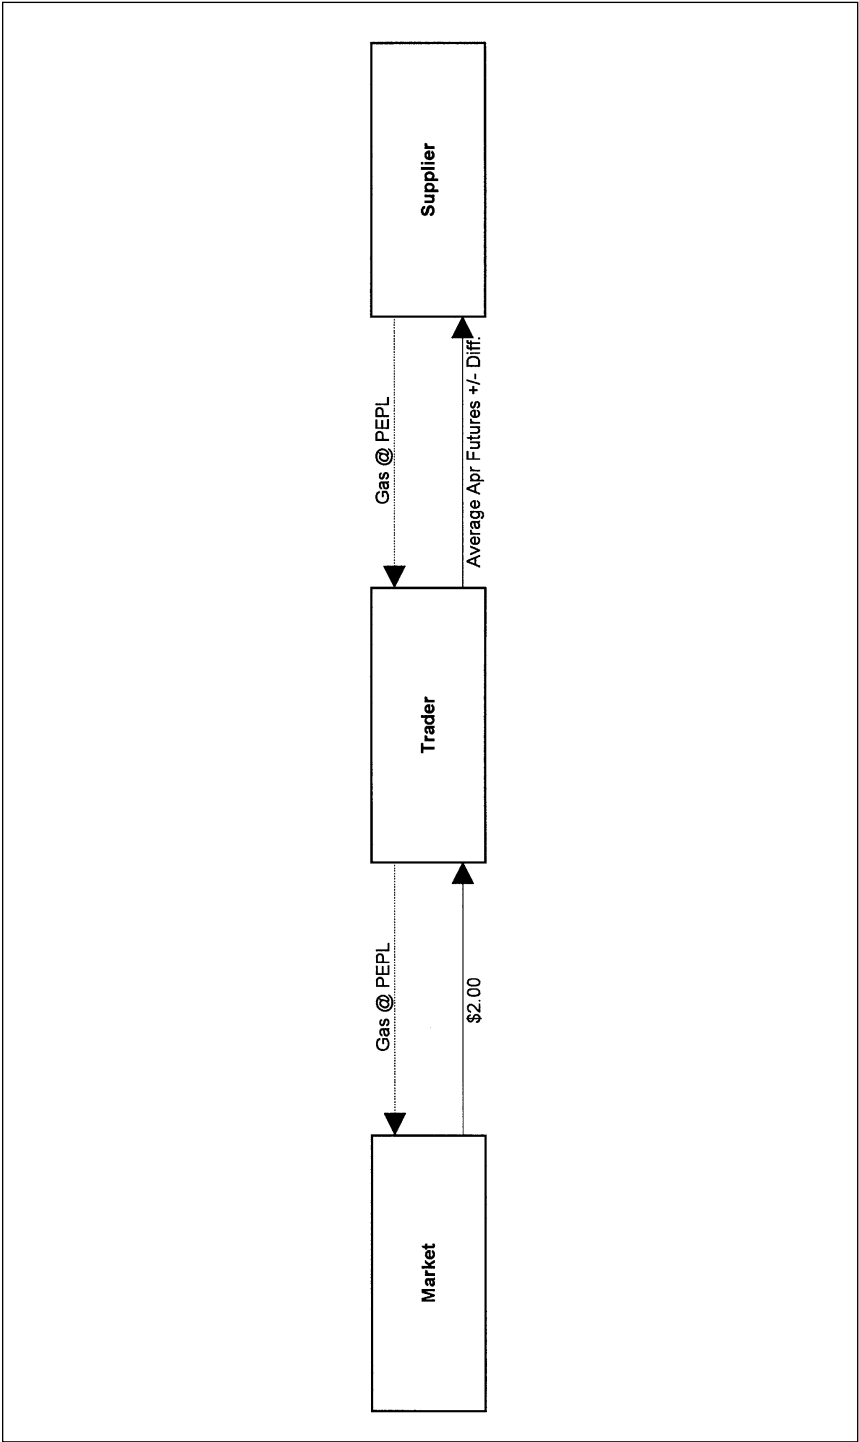 Market
Gas @ PEPL
$2.00
Trader
Gas @ PEPL
Average Apr Futures +/- Diff.
Supplier